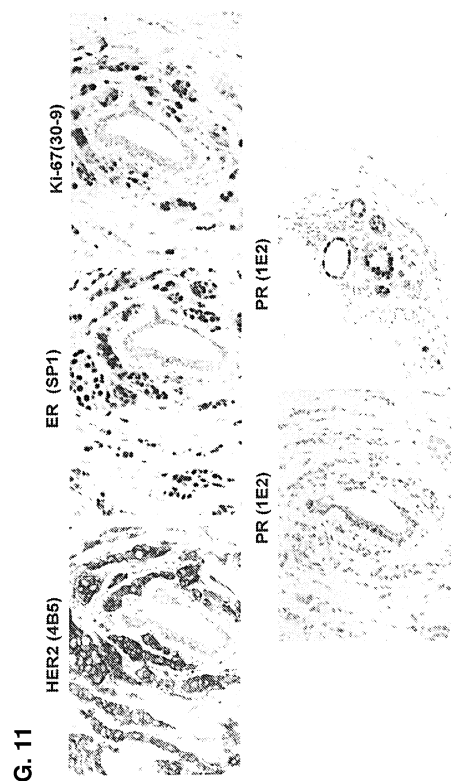 G. 11
HER2 (4B5)
ER (SP1)
Ki-67(30-9)
PR (1E2)
PR (1E2)